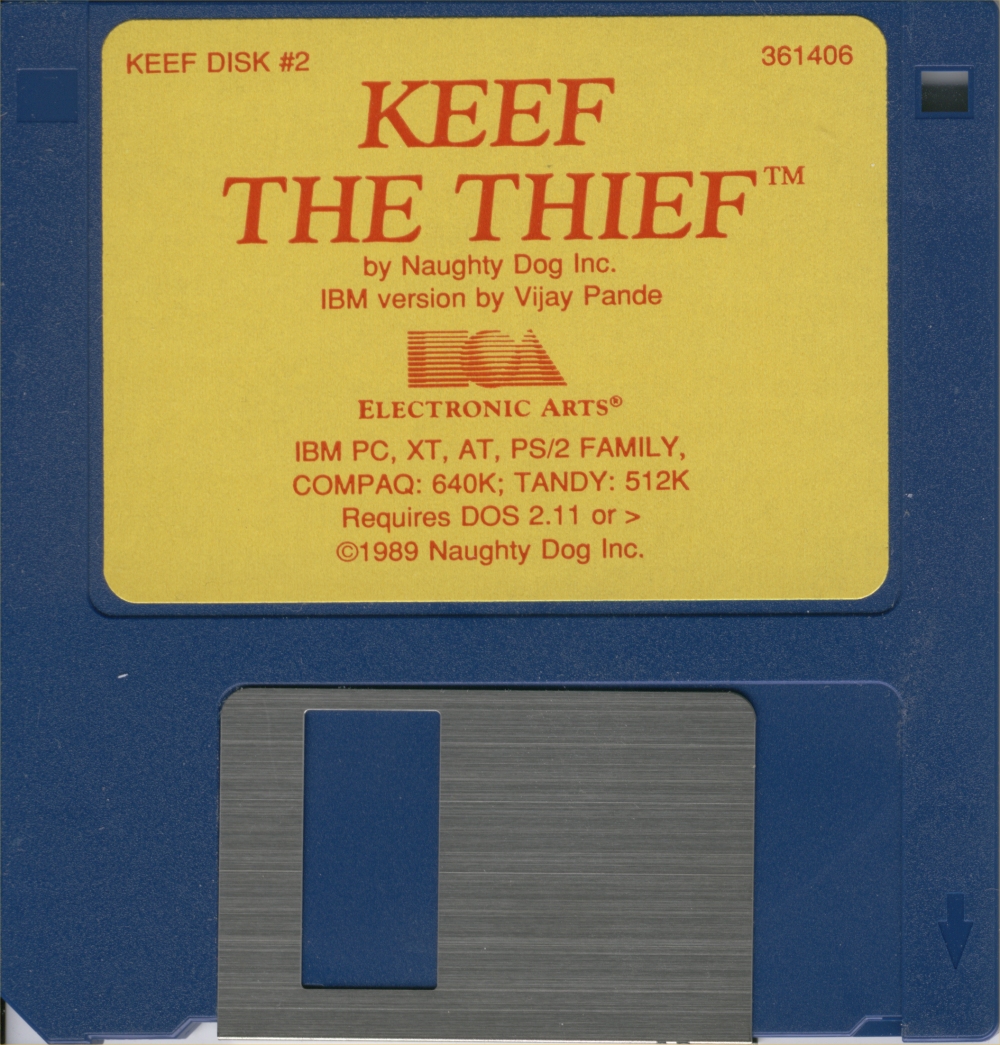 KEEF DISK #2
361406
KEEF
THE THIEF™
by Naughty Dog Inc.
IBM version by Vijay Pande
EA
ELECTRONIC ARTS®
IBM PC, XT, AT, PS/2 FAMILY,
COMPAQ: 640K; TANDY: 512K
Requires DOS 2.11 or >
©1989 Naughty Dog Inc.